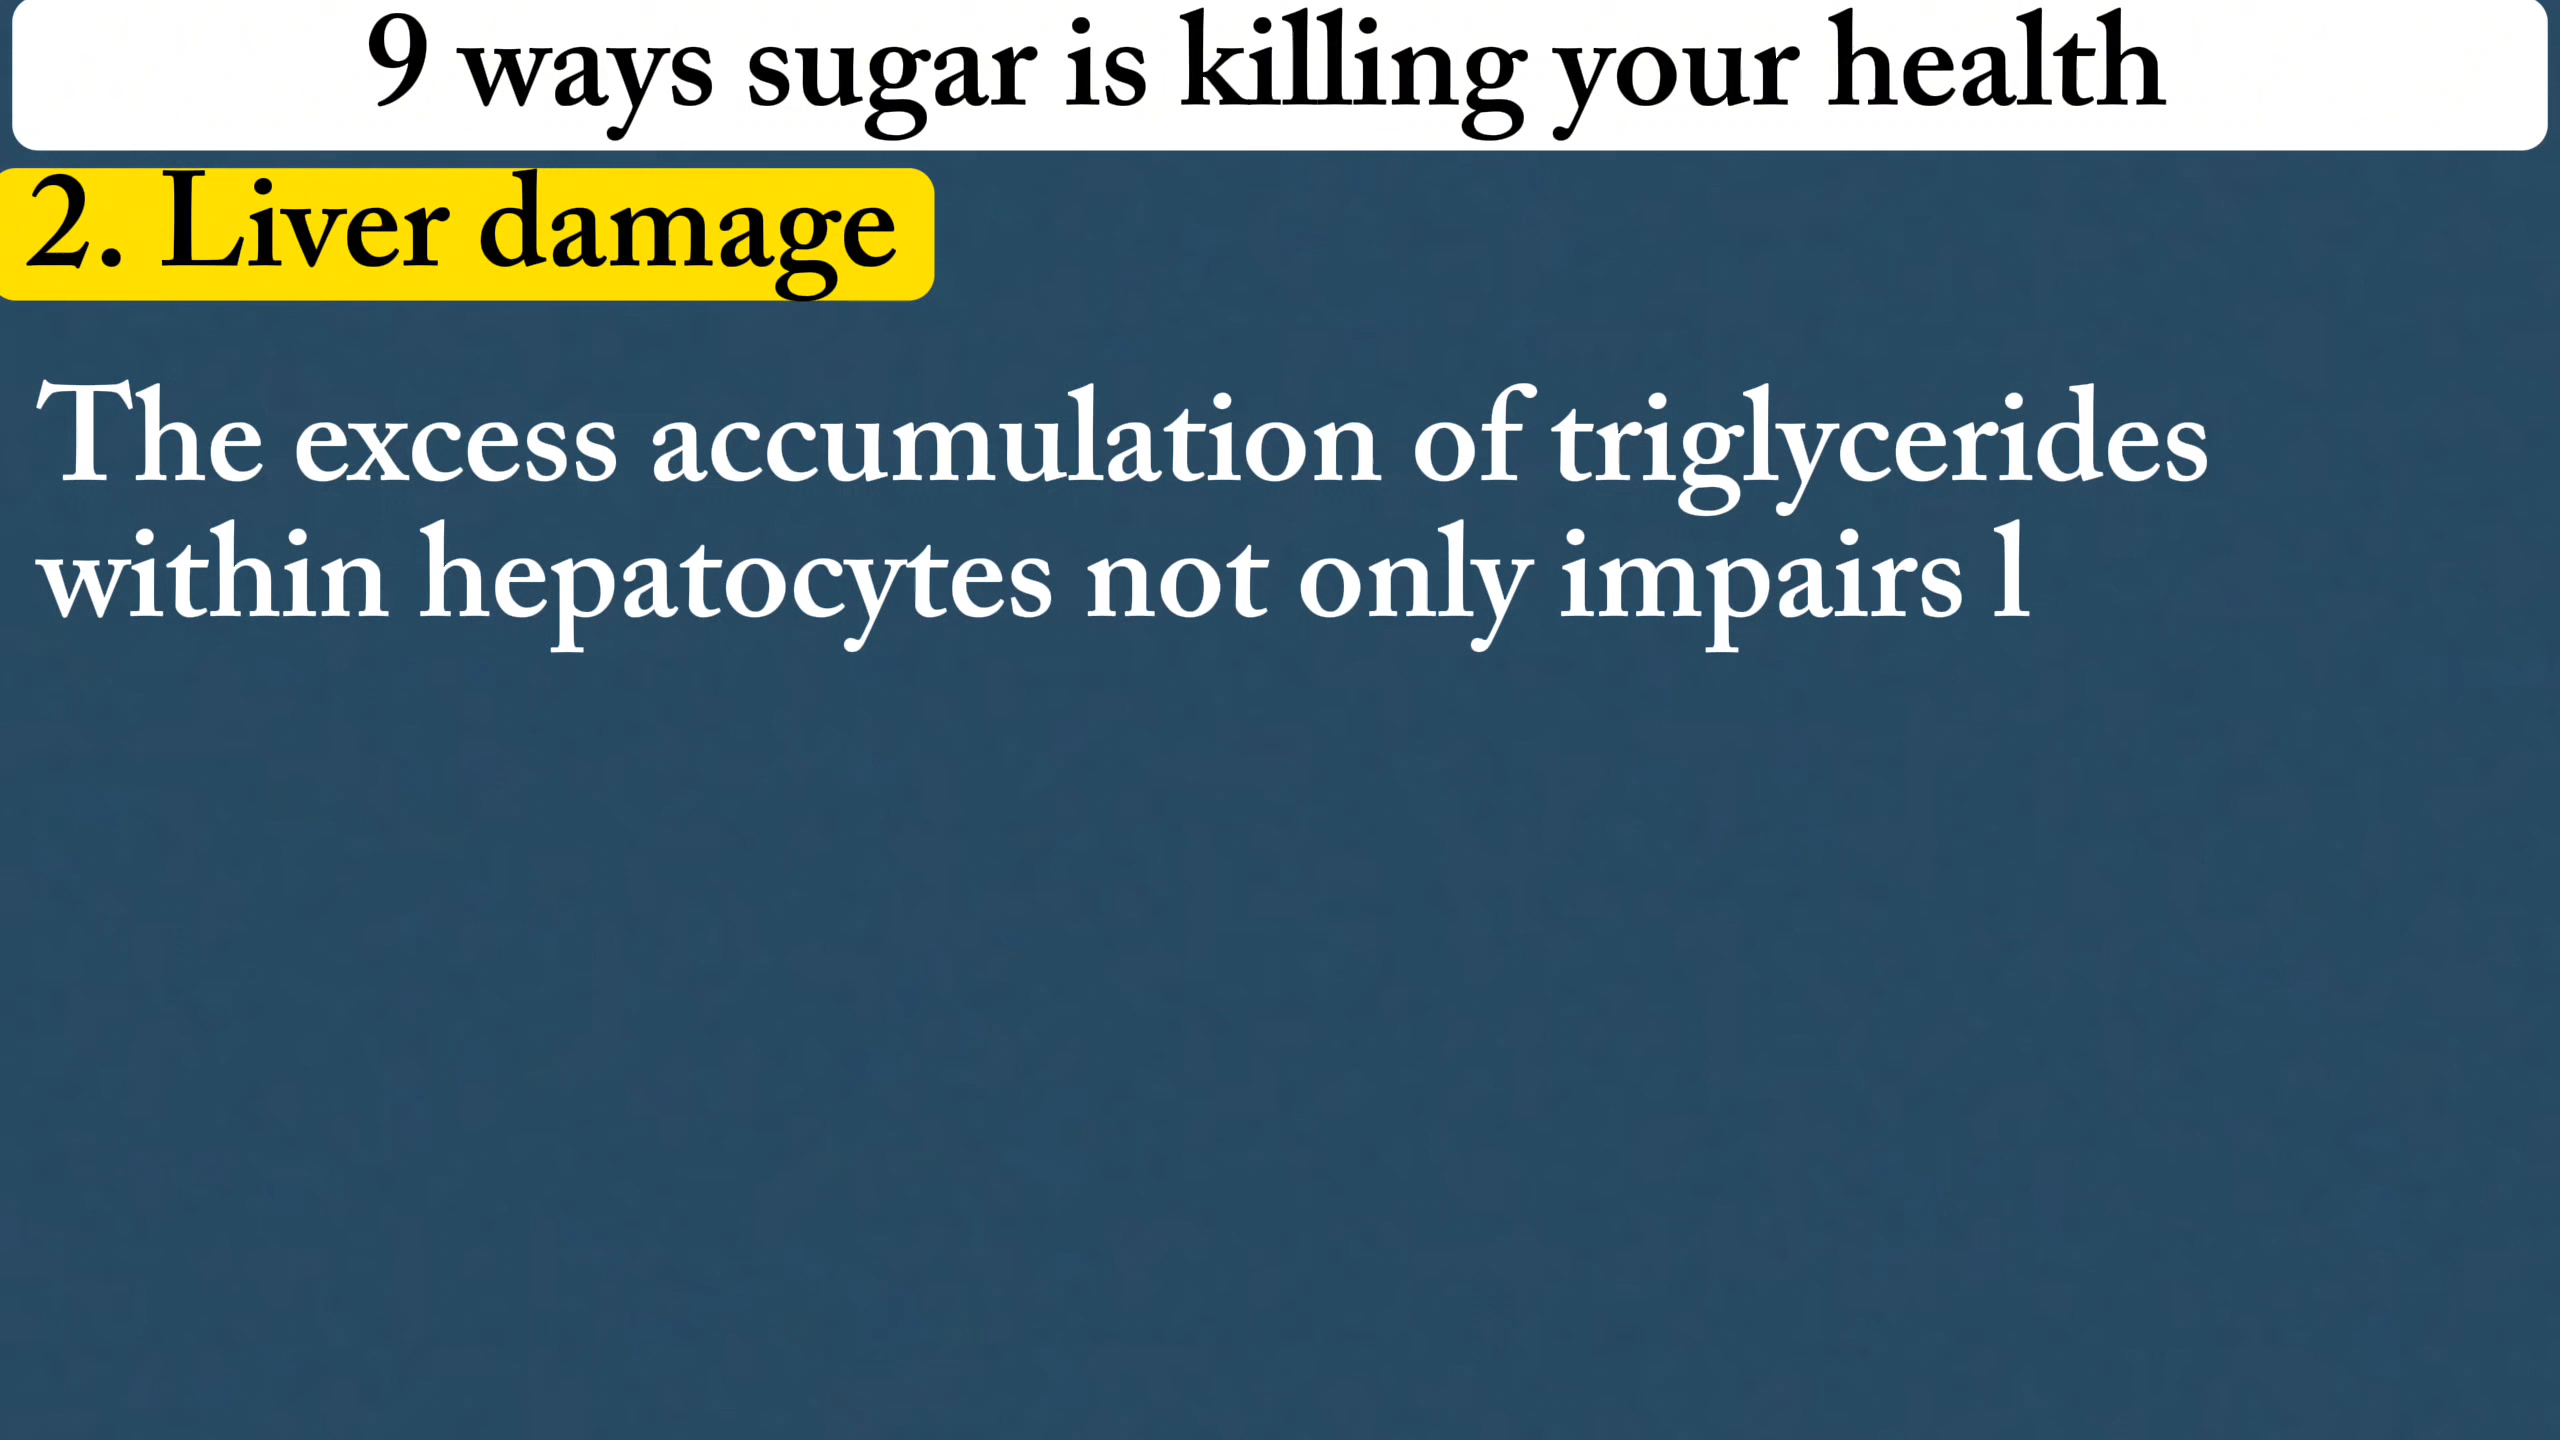 9 ways sugar is killing your health
2. Liver damage
The excess accumulation of triglycerides
within hepatocytes not only impairs l